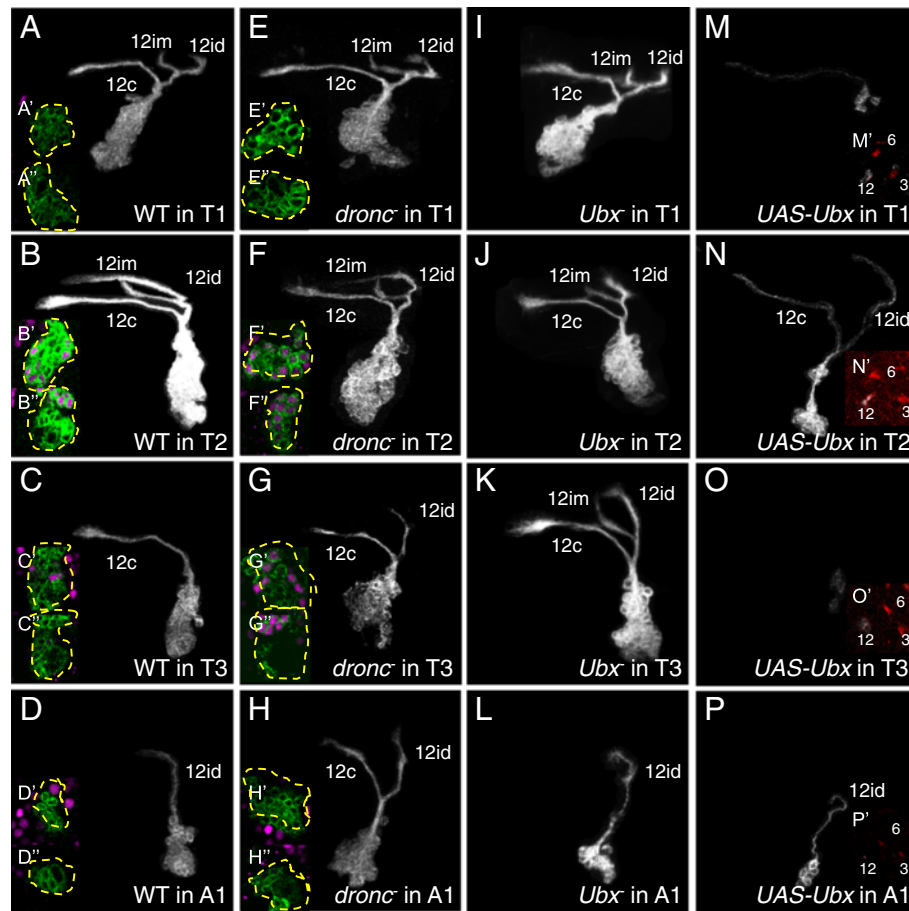 A
12im
12id
12c
A'
A''
WT in T1
E
12im
12id
12c
E'
E''
dronc- in T1
I
12im
12id
12c
Ubx- in T1
M
M'
6
12
3
UAS-Ubx in T1
B
12im
12id
12c
B'
B''
WT in T2
F
12im
12id
12c
F'
F''
dronc- in T2
J
12im
12id
12c
Ubx- in T2
N
12c
12id
N'
6
12
3
UAS-Ubx in T2
C
12c
C'
C''
WT in T3
G
12id
12c
G'
G''
dronc- in T3
K
12im
12id
12c
Ubx- in T3
O
O'
6
12
3
UAS-Ubx in T3
D
12id
D'
D''
WT in A1
H
12c
12id
H'
H''
dronc- in A1
L
12id
Ubx- in A1
P
12id
P'
6
12
3
UAS-Ubx in A1